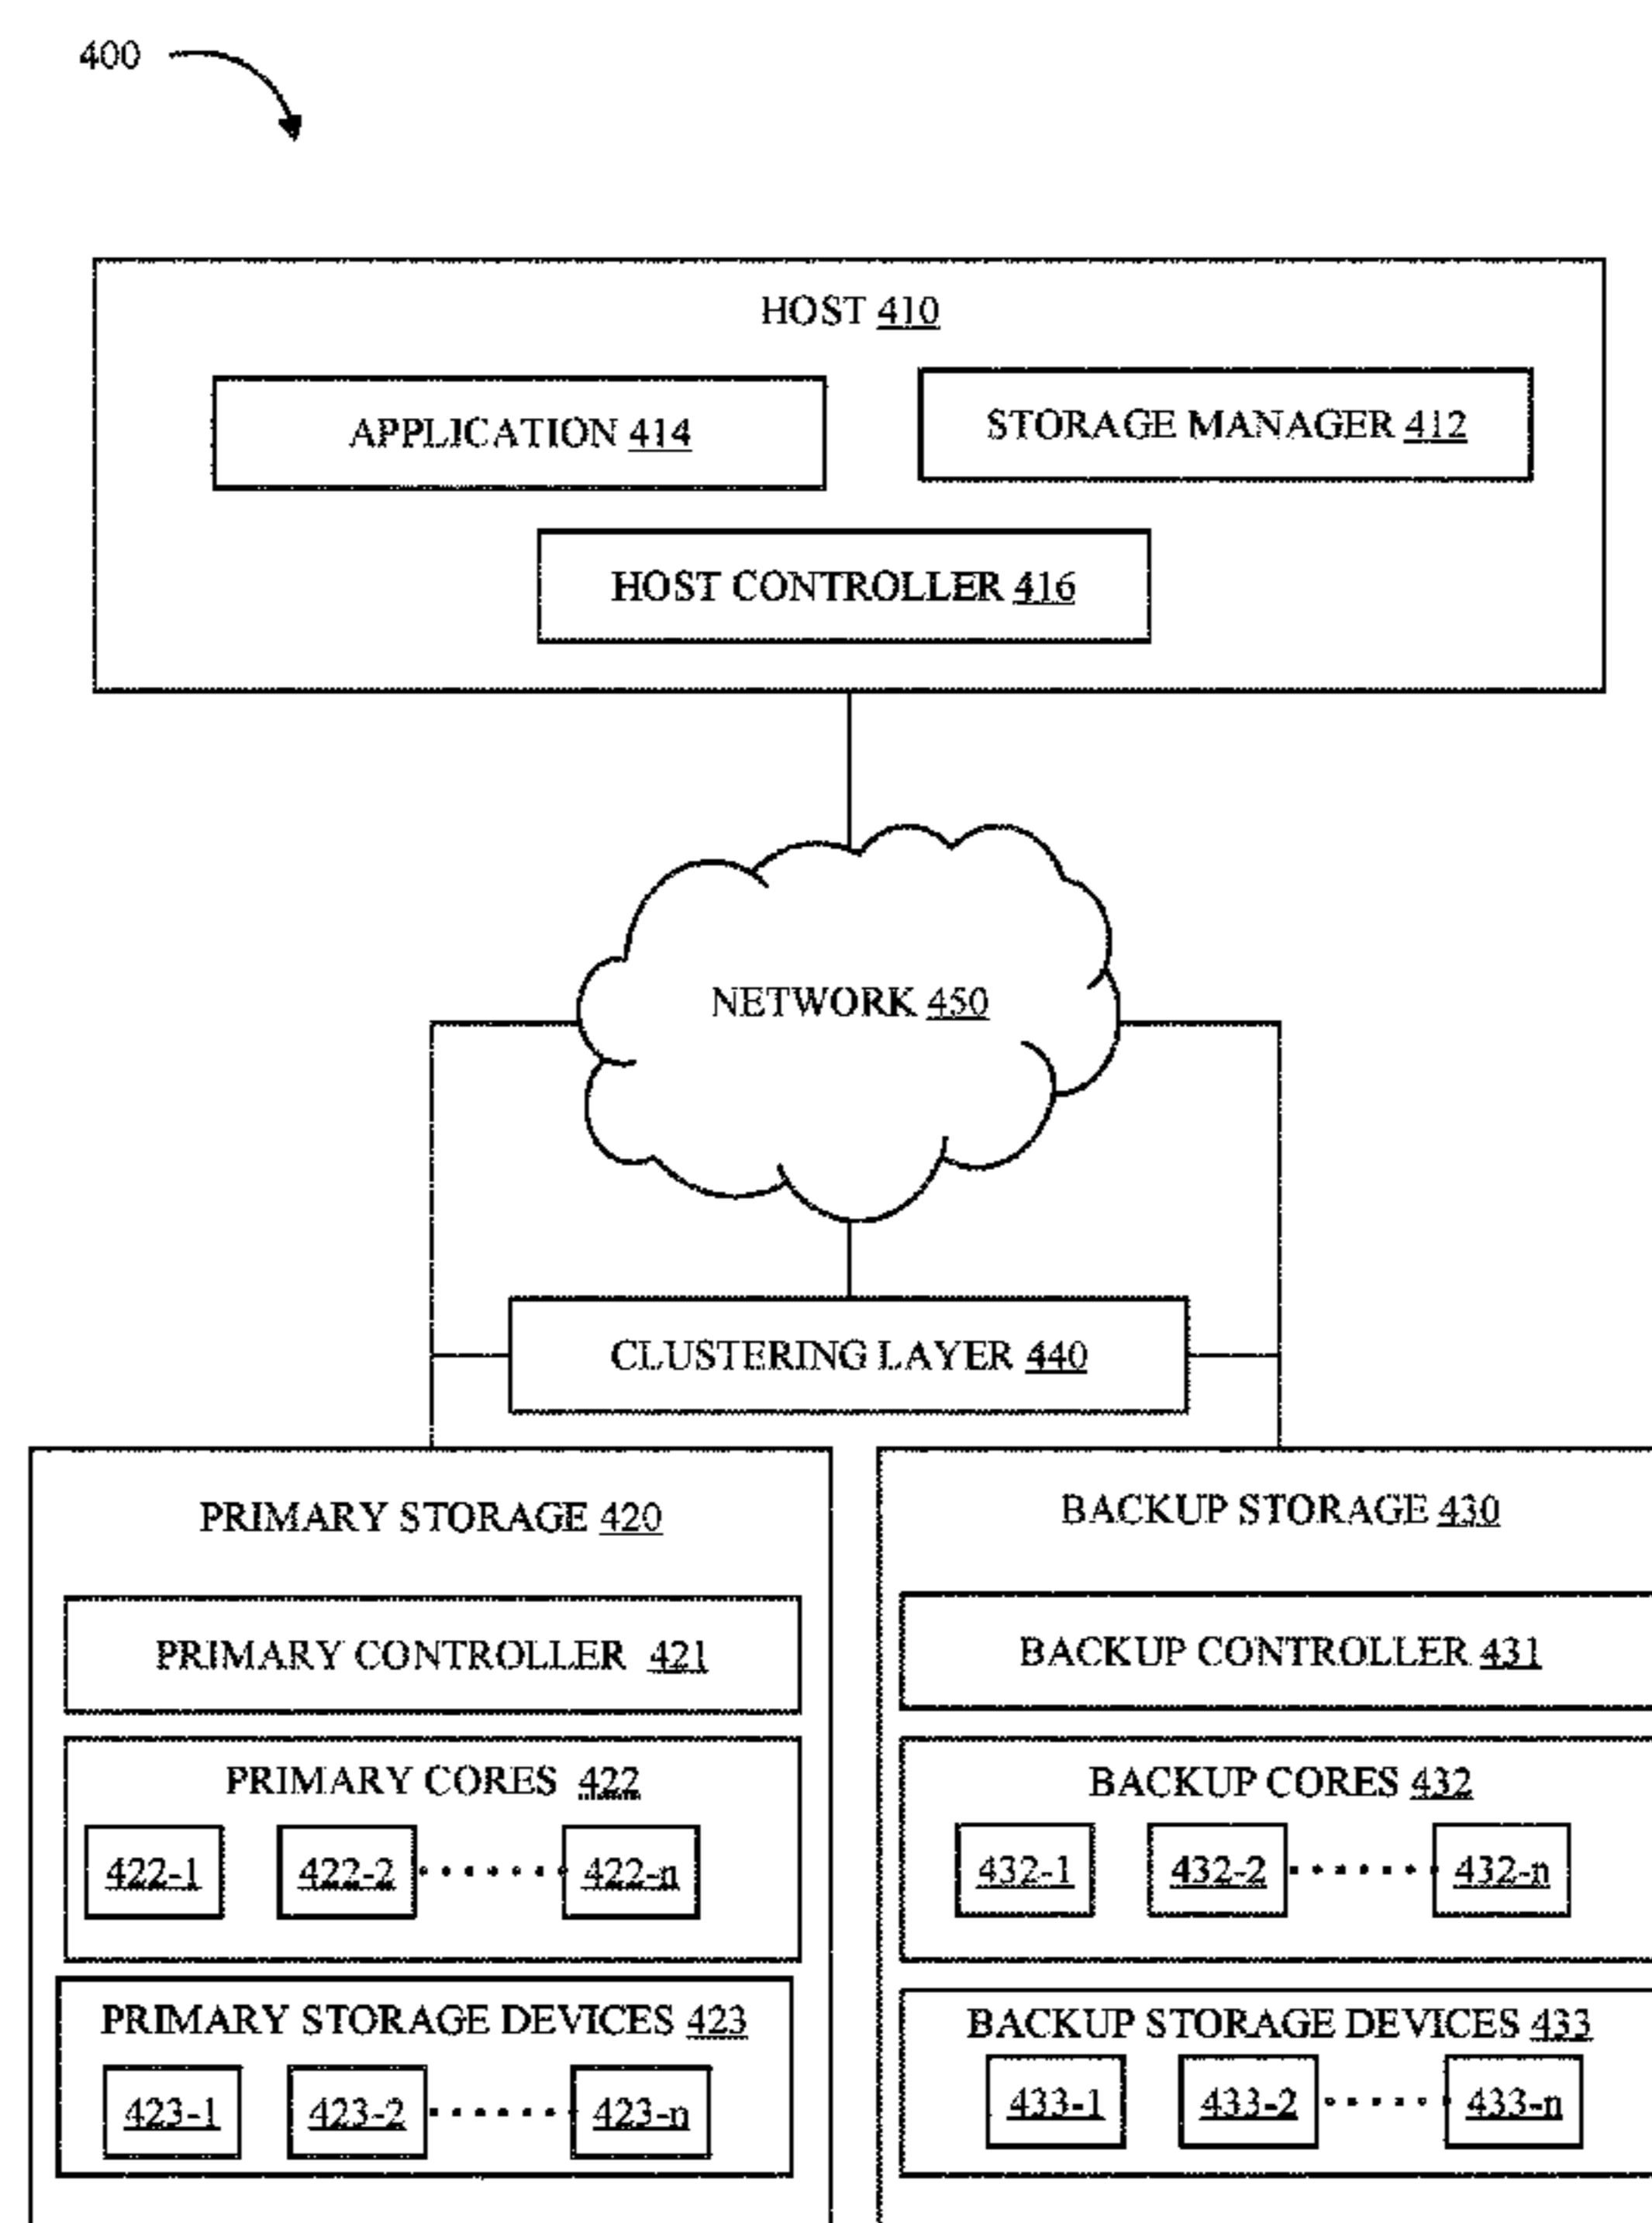 400
HOST 410
APPLICATION 414
STORAGE MANAGER 412
HOST CONTROLLER 416
NETWORK 450
CLUSTERING LAYER 440
PRIMARY STORAGE 420
PRIMARY CONTROLLER 421
PRIMARY CORES 422
422-1 422-2 ....... 422-n
PRIMARY STORAGE DEVICES 423
423-1 423-2 ....... 423-n
BACKUP STORAGE 430
BACKUP CONTROLLER 431
BACKUP CORES 432
432-1 432-2 ....... 432-n
BACKUP STORAGE DEVICES 433
433-1 433-2 ...... 433-n